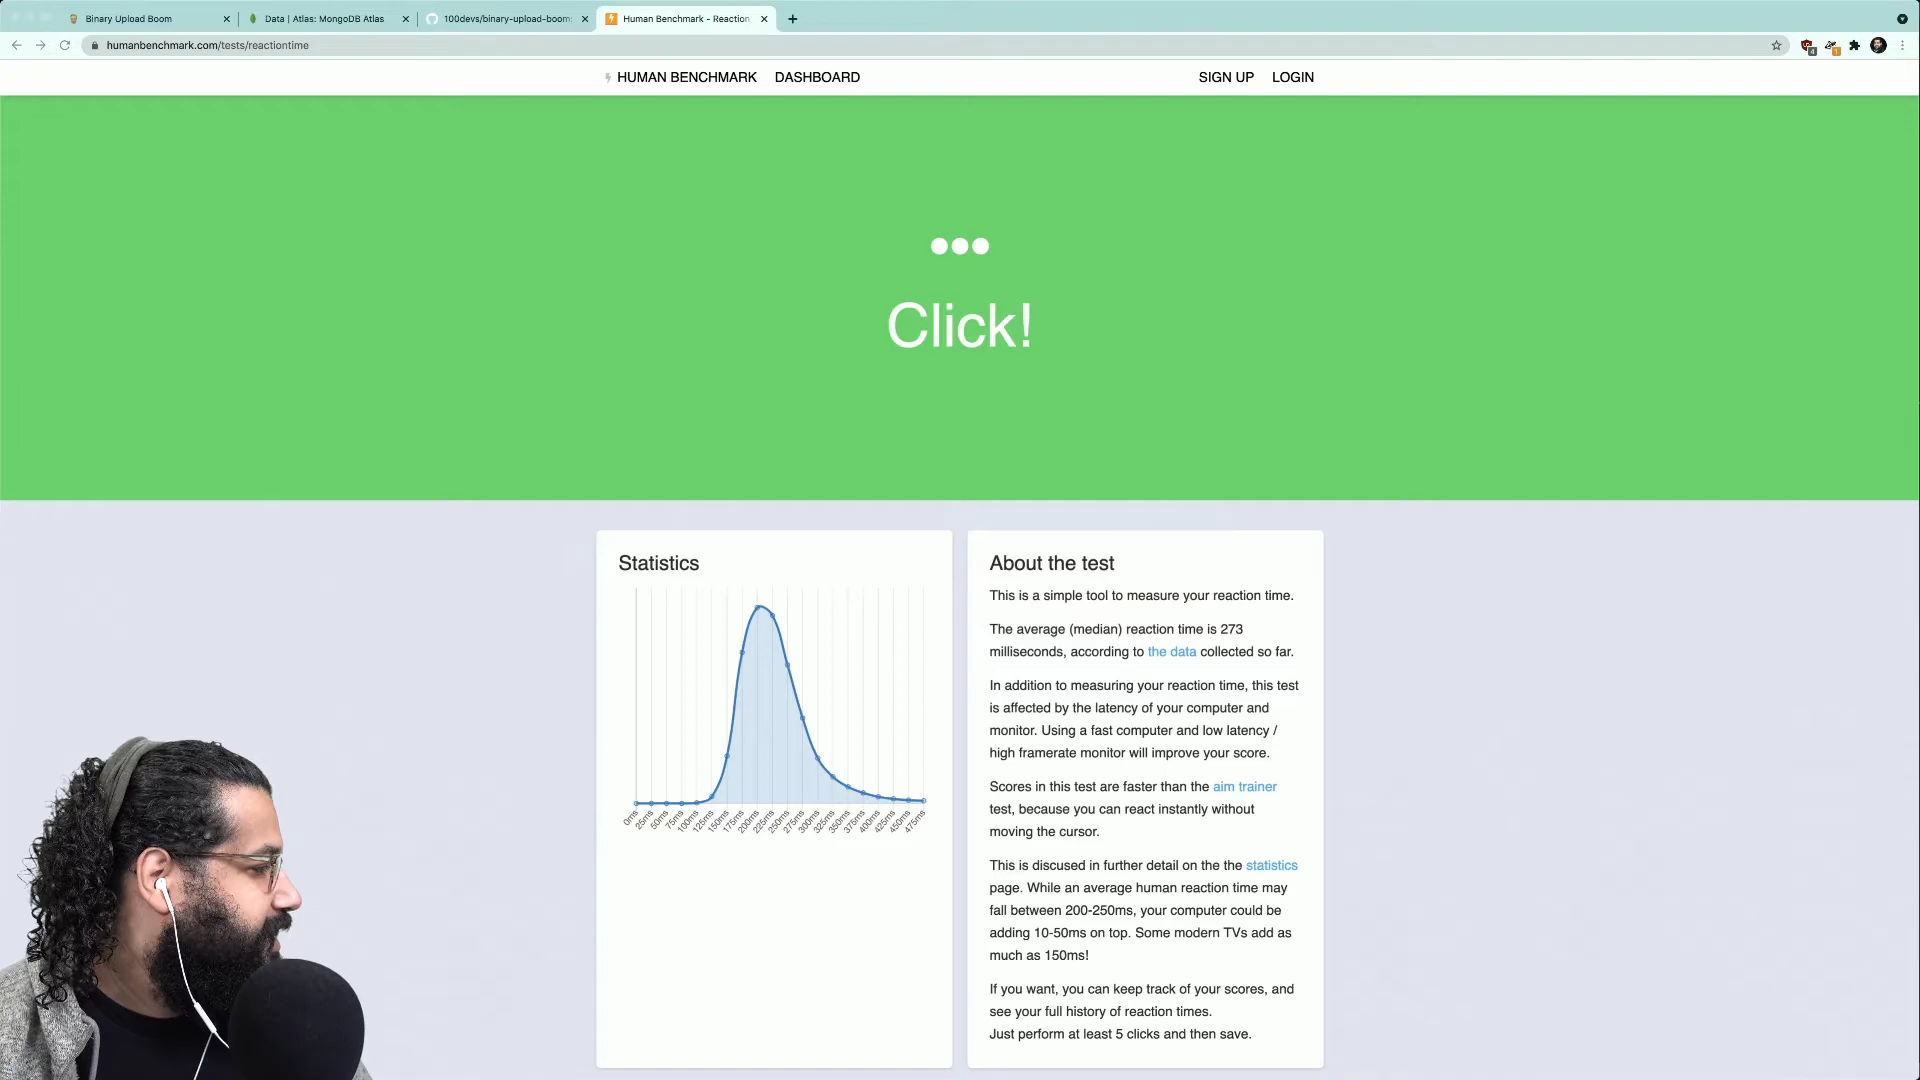 Binary Upload Boom
Data | Atlas: MongoDB Atlas
100devs/binary-upload-boom:
Human Benchmark - Reaction
humanbenchmark.com/tests/reactiontime
HUMAN BENCHMARK
DASHBOARD
SIGN UP
LOGIN
Click!
Statistics
0ms
25ms
50ms
75ms
100ms
125ms
150ms
175ms
200ms
225ms
250ms
275ms
300ms
325ms
350ms
375ms
400ms
425ms
450ms
475ms
About the test
This is a simple tool to measure your reaction time.
The average (median) reaction time is 273
milliseconds, according to the data collected so far.
In addition to measuring your reaction time, this test
is affected by the latency of your computer and
monitor. Using a fast computer and low latency /
high framerate monitor will improve your score.
Scores in this test are faster than the aim trainer
test, because you can react instantly without
moving the cursor.
This is discused in further detail on the the statistics
page. While an average human reaction time may
fall between 200-250ms, your computer could be
adding 10-50ms on top. Some modern TVs add as
much as 150ms!
If you want, you can keep track of your scores, and
see your full history of reaction times.
Just perform at least 5 clicks and then save.